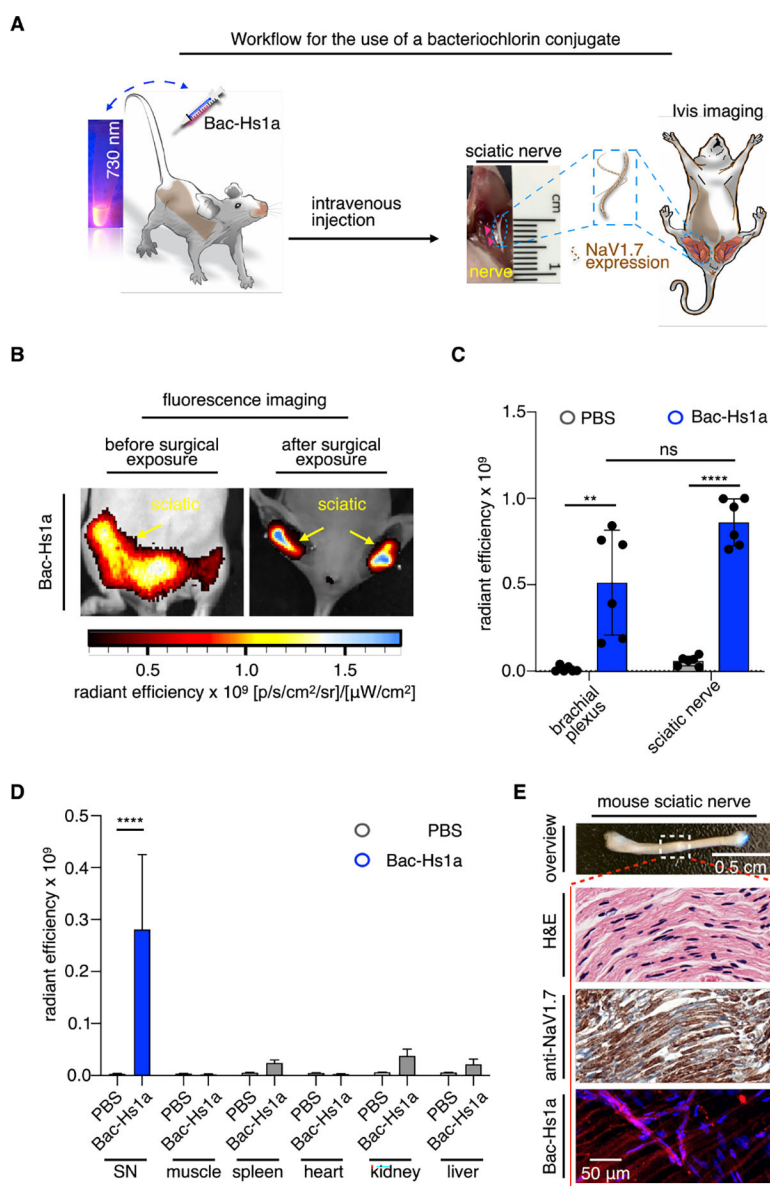 A
Workflow for the use of a bacteriochlorin conjugate
730 nm
Bac-Hs1a
intravenous
injection
sciatic nerve
cm
1
nerve
NaV1.7
expression
Ivis imaging
B
fluorescence imaging
before surgical
exposure
after surgical
exposure
Bac-Hs1a
sciatic
sciatic
0.5
1.0
1.5
radiant efficiency x 10⁹ [p/s/cm²/sr]/[µW/cm²]
C
PBS
Bac-Hs1a
ns
**
****
1.5
1.0
0.5
0.0
radiant efficiency x 10⁹
brachial
plexus
sciatic nerve
D
PBS
Bac-Hs1a
****
0.5
0.4
0.3
0.2
0.1
0.0
radiant efficiency x 10⁹
PBS
Bac-Hs1a
PBS
Bac-Hs1a
PBS
Bac-Hs1a
PBS
Bac-Hs1a
PBS
Bac-Hs1a
PBS
Bac-Hs1a
SN
muscle
spleen
heart
kidney
liver
E
mouse sciatic nerve
overview
0.5 cm
H&E
anti-NaV1.7
Bac-Hs1a
50 µm